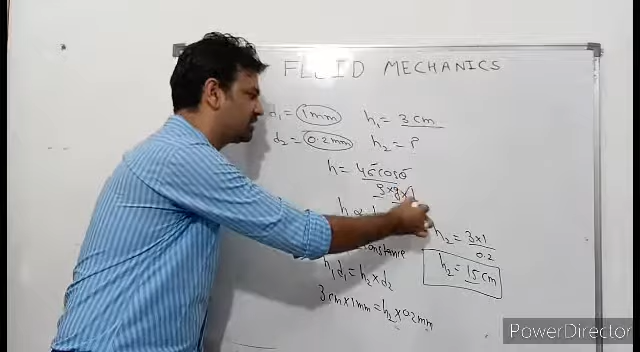 FLUID MECHANICS
d₁ = 1mm h₁ = 3 cm
d₂ = 0.2mm h₂ = ?
h = 4σcosθ
ρ×g×
h ∝ 1
h₂ = 3×1
0.2
h₂ = 15 cm
h₁d₁ = h₂×d₂
3cm×1mm = h₂×0.2mm
PowerDirector